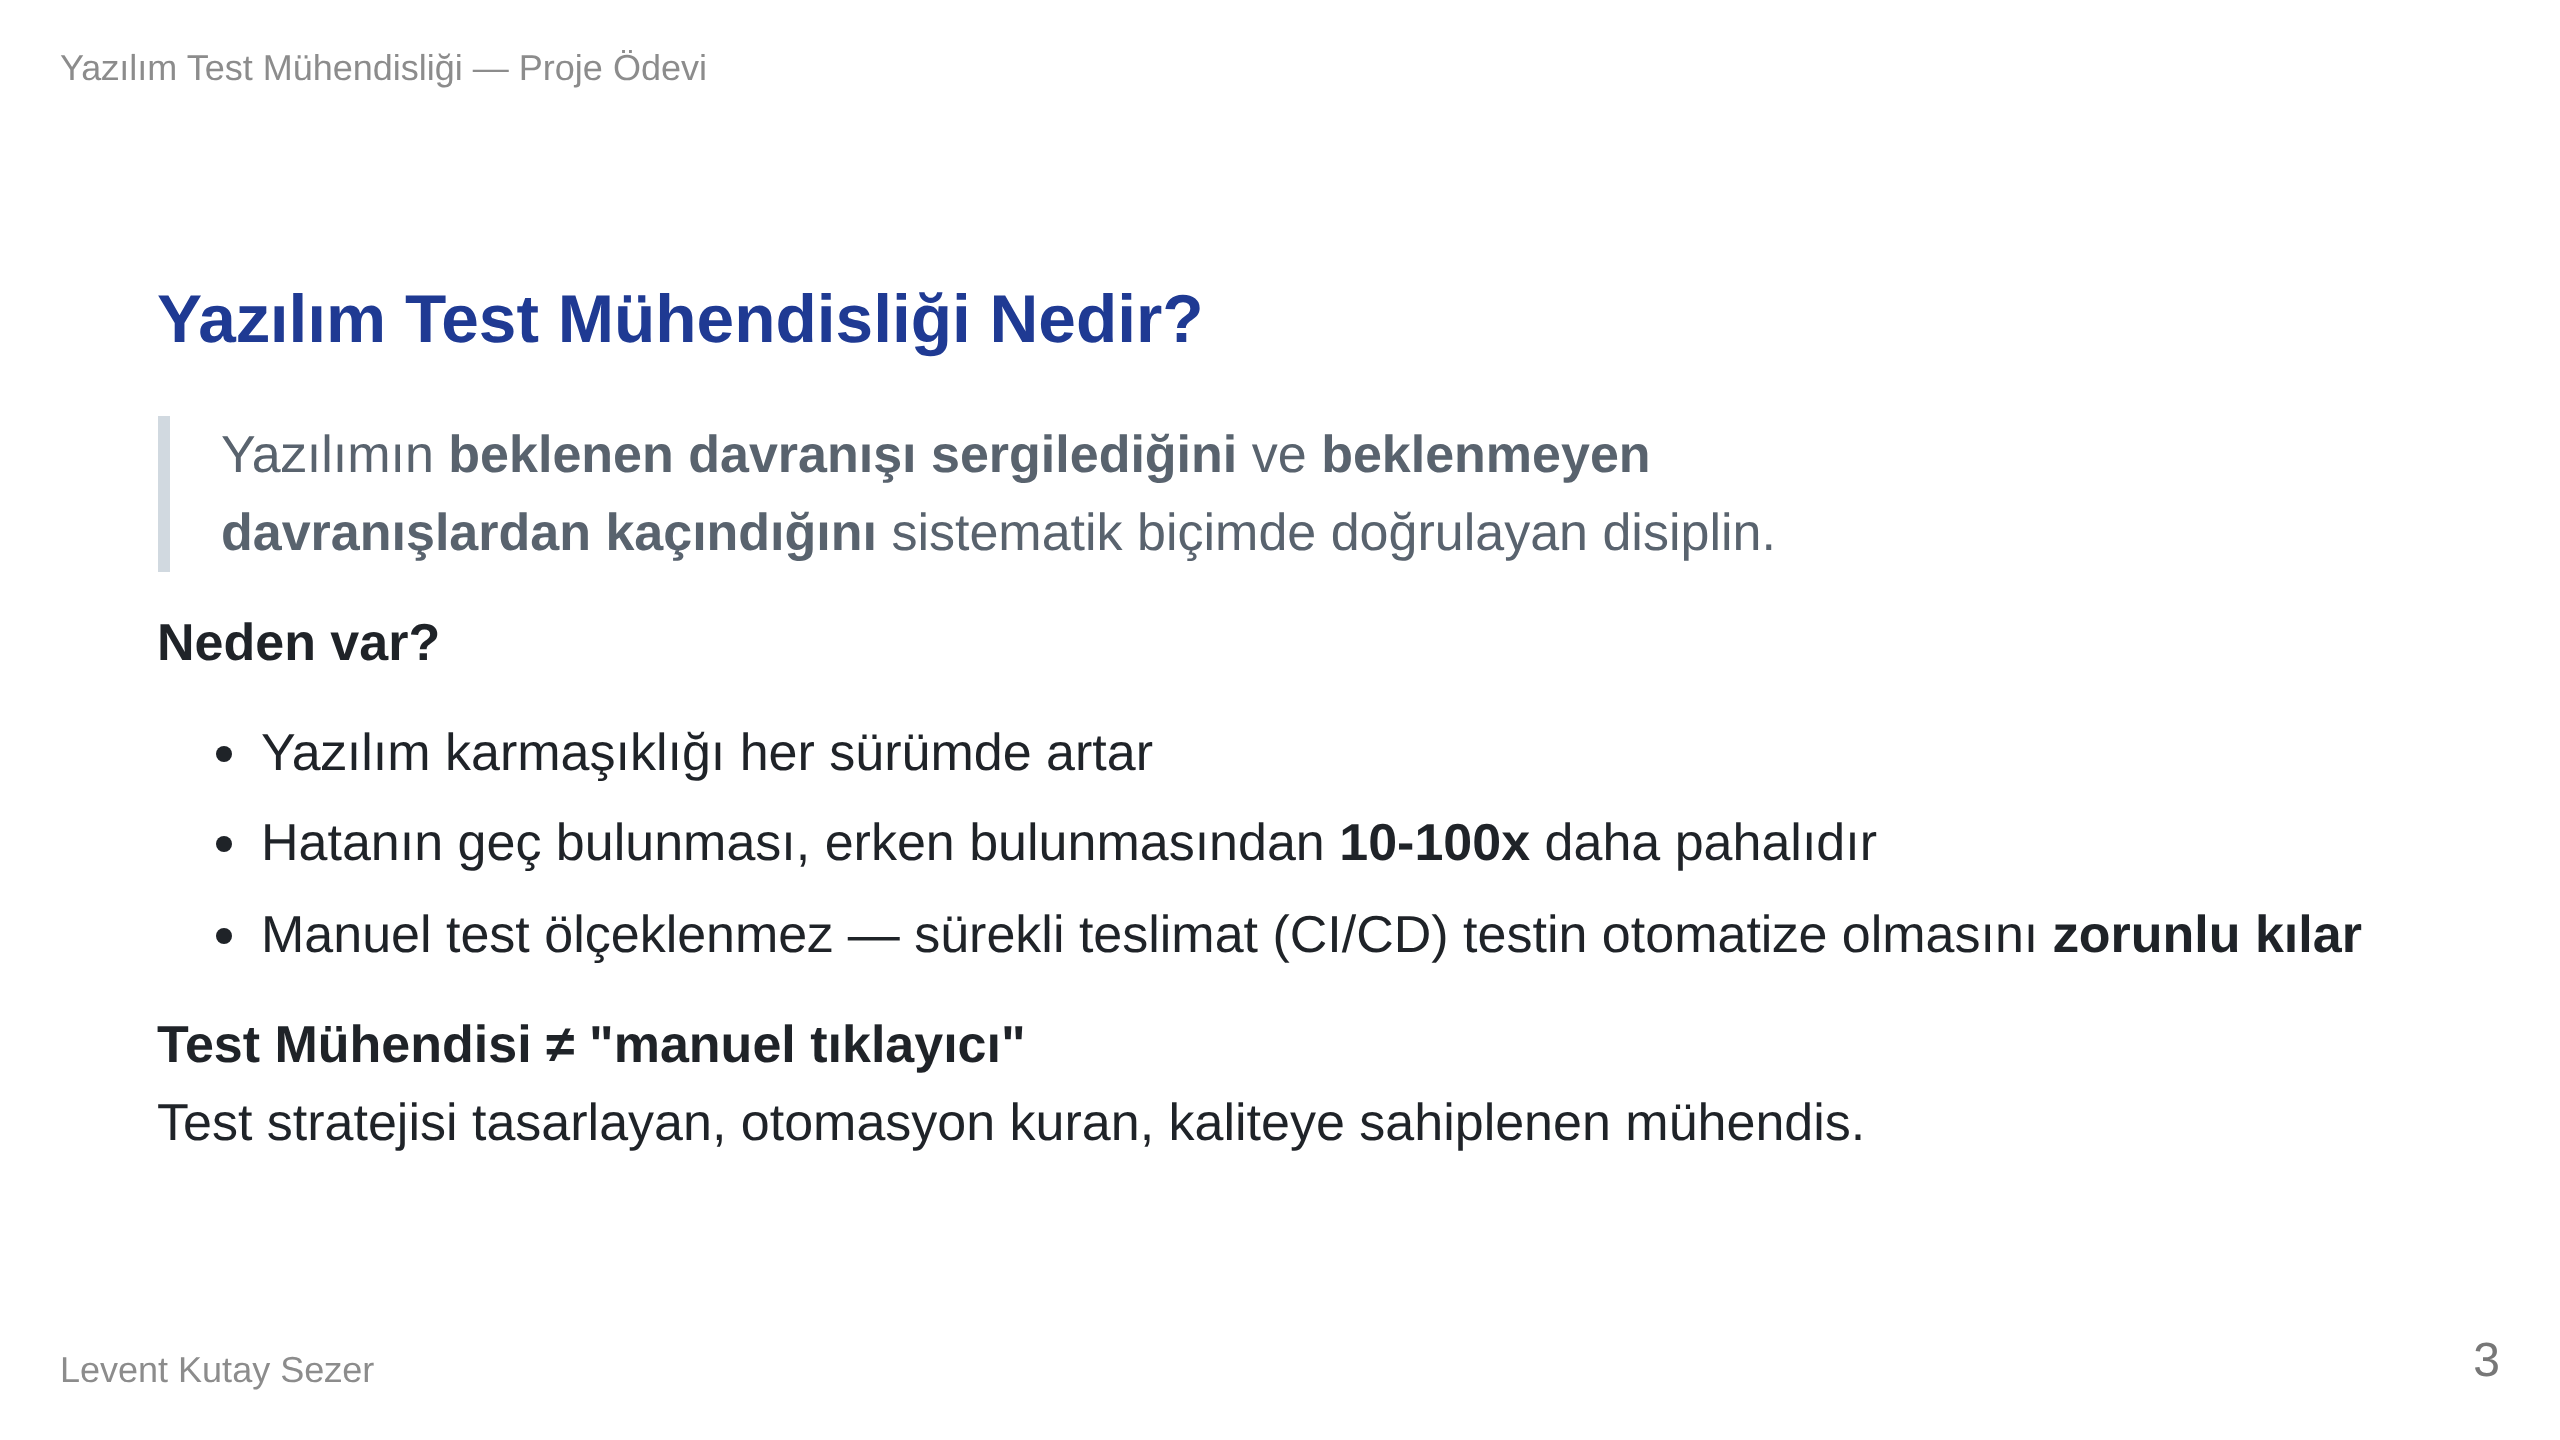 Yazılım Test Mühendisliği — Proje Ödevi
Yazılım Test Mühendisliği Nedir?
Yazılımın beklenen davranışı sergilediğini ve beklenmeyen
davranışlardan kaçındığını sistematik biçimde doğrulayan disiplin.
Neden var?
• Yazılım karmaşıklığı her sürümde artar
• Hatanın geç bulunması, erken bulunmasından 10-100x daha pahalıdır
• Manuel test ölçeklenmez — sürekli teslimat (CI/CD) testin otomatize olmasını zorunlu kılar
Test Mühendisi ≠ "manuel tıklayıcı"
Test stratejisi tasarlayan, otomasyon kuran, kaliteye sahiplenen mühendis.
Levent Kutay Sezer
3